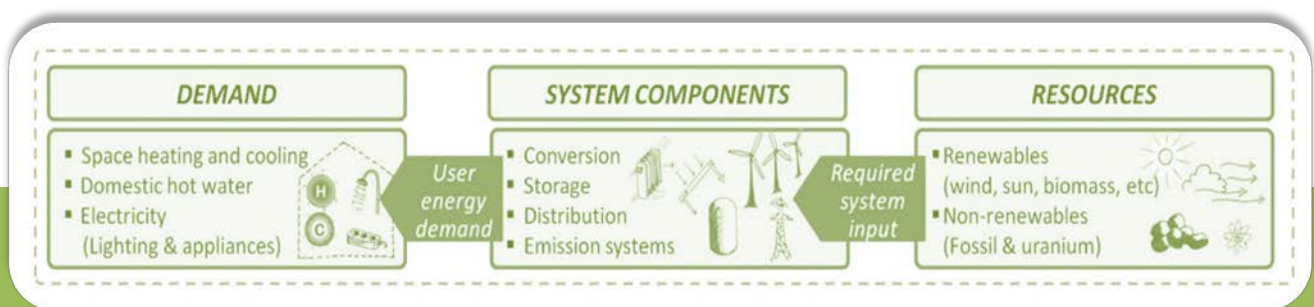 DEMAND
▪ Space heating and cooling
▪ Domestic hot water
▪ Electricity
(Lighting & appliances)
H
C
User
energy
demand
SYSTEM COMPONENTS
▪ Conversion
▪ Storage
▪ Distribution
▪ Emission systems
Required
system
input
RESOURCES
▪ Renewables
(wind, sun, biomass, etc)
▪ Non-renewables
(Fossil & uranium)